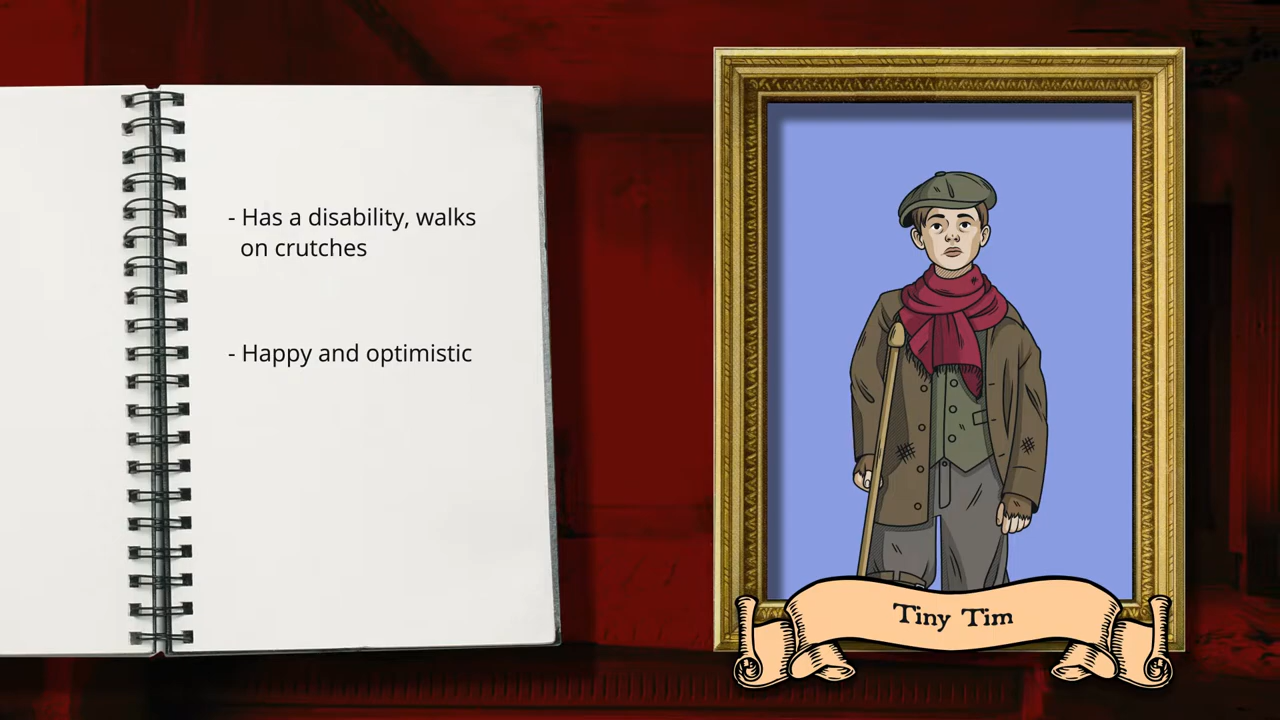 - Has a disability, walks
on crutches
- Happy and optimistic
Tiny Tim